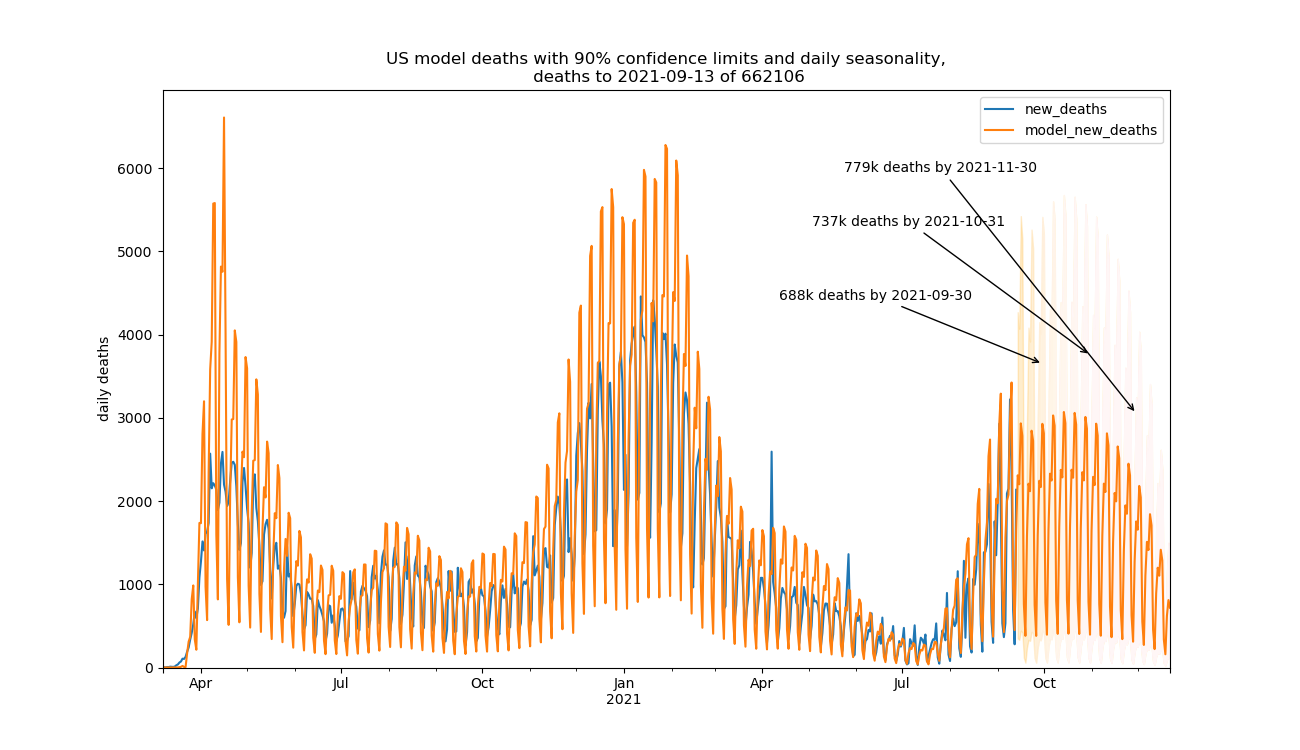 US model deaths with 90% confidence limits and daily seasonality,
deaths to 2021-09-13 of 662106
new_deaths
model_new_deaths
779k deaths by 2021-11-30
737k deaths by 2021-10-31
688k deaths by 2021-09-30
daily deaths
6000
5000
4000
3000
2000
1000
0
Apr
Jul
Oct
Jan
2021
Apr
Jul
Oct